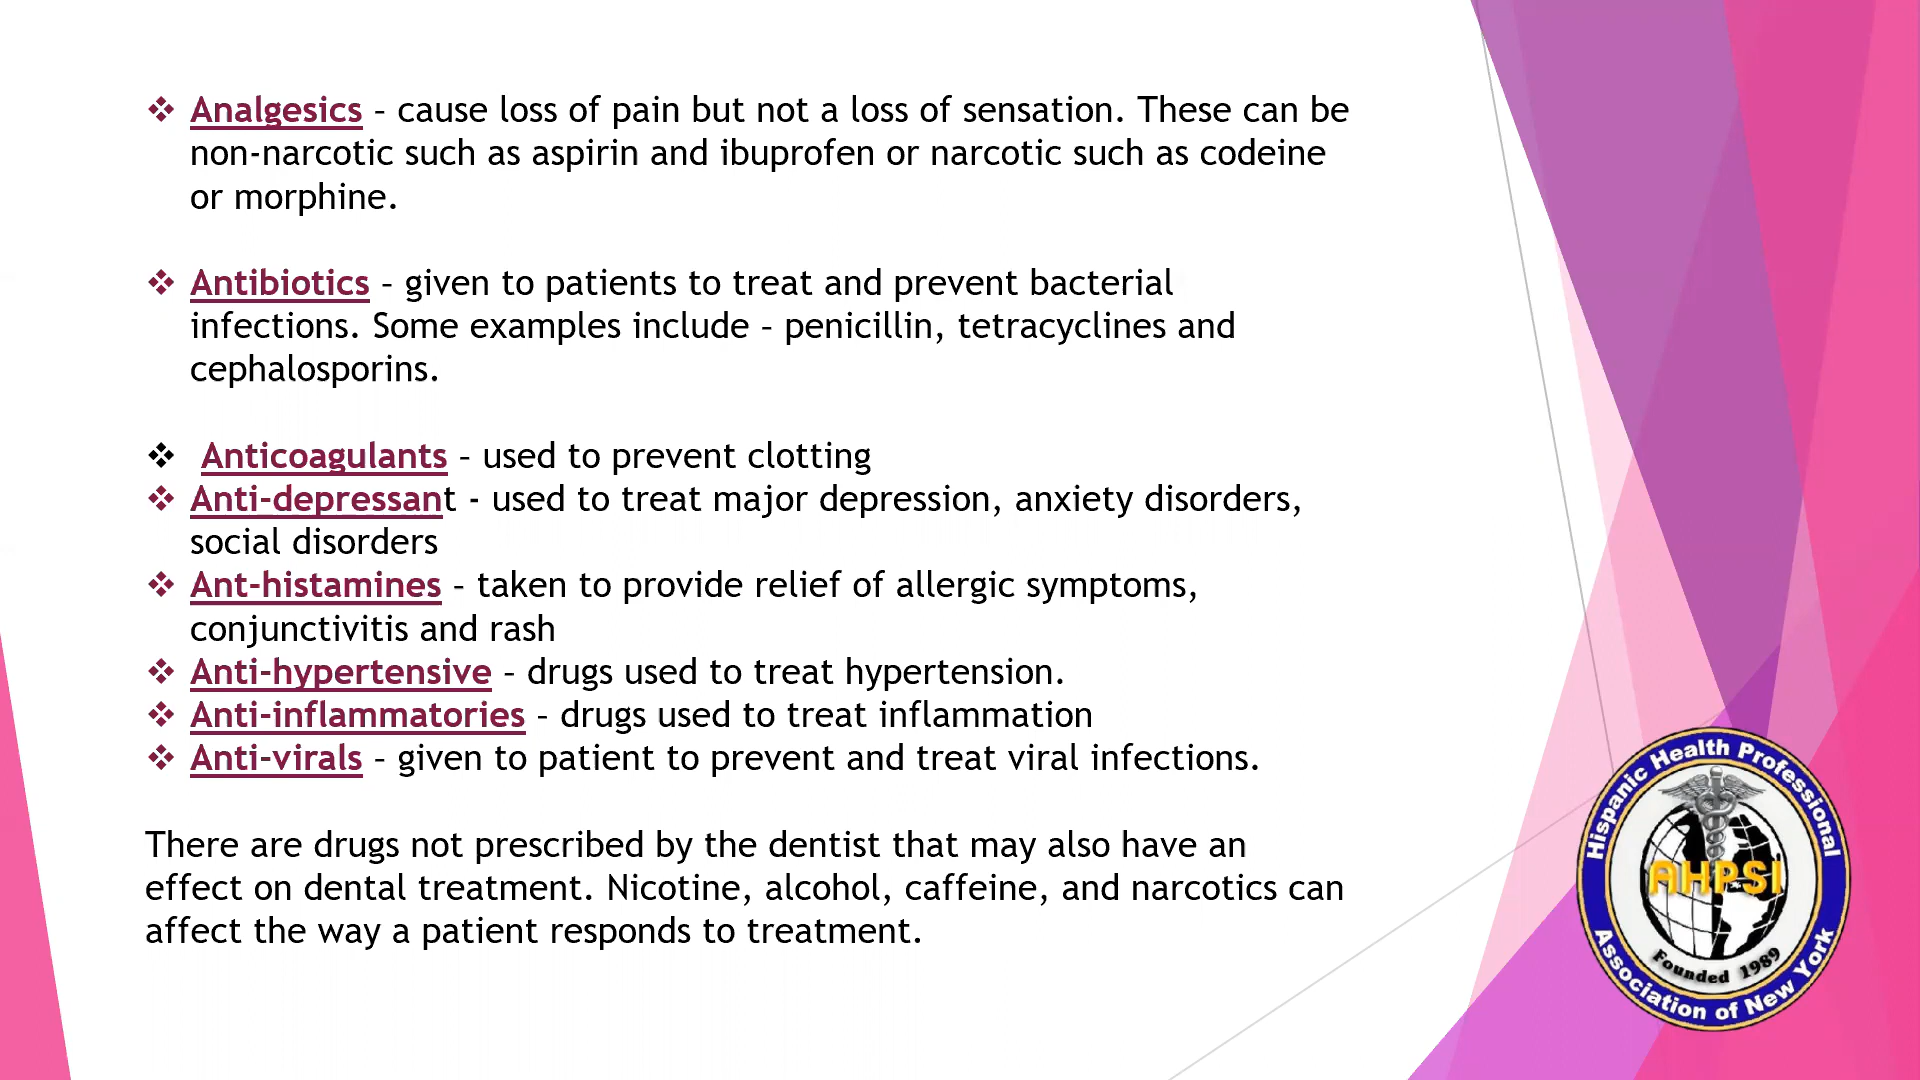 ❖ Analgesics – cause loss of pain but not a loss of sensation. These can be
non-narcotic such as aspirin and ibuprofen or narcotic such as codeine
or morphine.
❖ Antibiotics – given to patients to treat and prevent bacterial
infections. Some examples include – penicillin, tetracyclines and
cephalosporins.
❖ Anticoagulants – used to prevent clotting
❖ Anti-depressant - used to treat major depression, anxiety disorders,
social disorders
❖ Ant-histamines – taken to provide relief of allergic symptoms,
conjunctivitis and rash
❖ Anti-hypertensive – drugs used to treat hypertension.
❖ Anti-inflammatories – drugs used to treat inflammation
❖ Anti-virals – given to patient to prevent and treat viral infections.
There are drugs not prescribed by the dentist that may also have an
effect on dental treatment. Nicotine, alcohol, caffeine, and narcotics can
affect the way a patient responds to treatment.
Hispanic Health Professional
AHPSI
Founded 1989
Association of New York